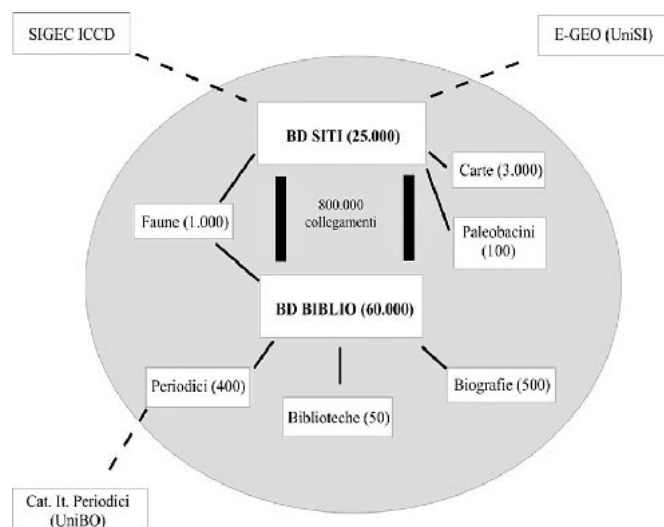 SIGEC ICCD
E-GEO (UniSI)
BD SITI (25.000)
Carte (3.000)
800.000
collegamenti
Faune (1.000)
Paleobacini
(100)
BD BIBLIO (60.000)
Periodici (400)
Biblioteche (50)
Biografie (500)
Cat. It. Periodici
(UniBO)